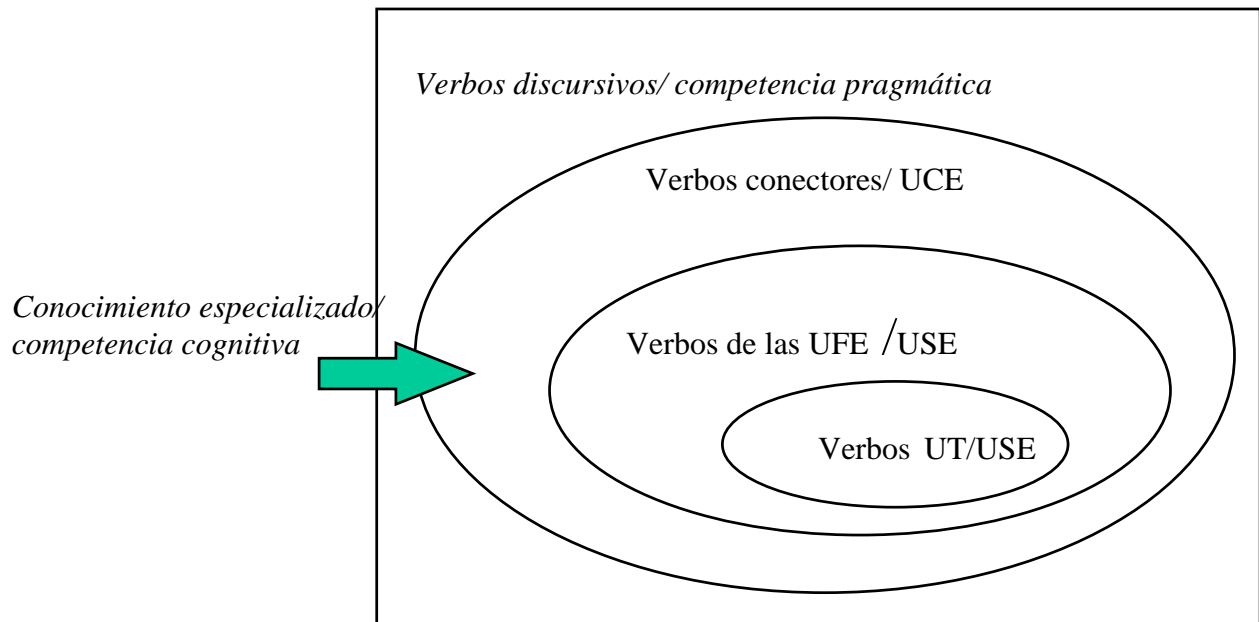 Verbos discursivos/ competencia pragmática
Verbos conectores/ UCE
Conocimiento especializado/
competencia cognitiva
Verbos de las UFE /USE
Verbos UT/USE